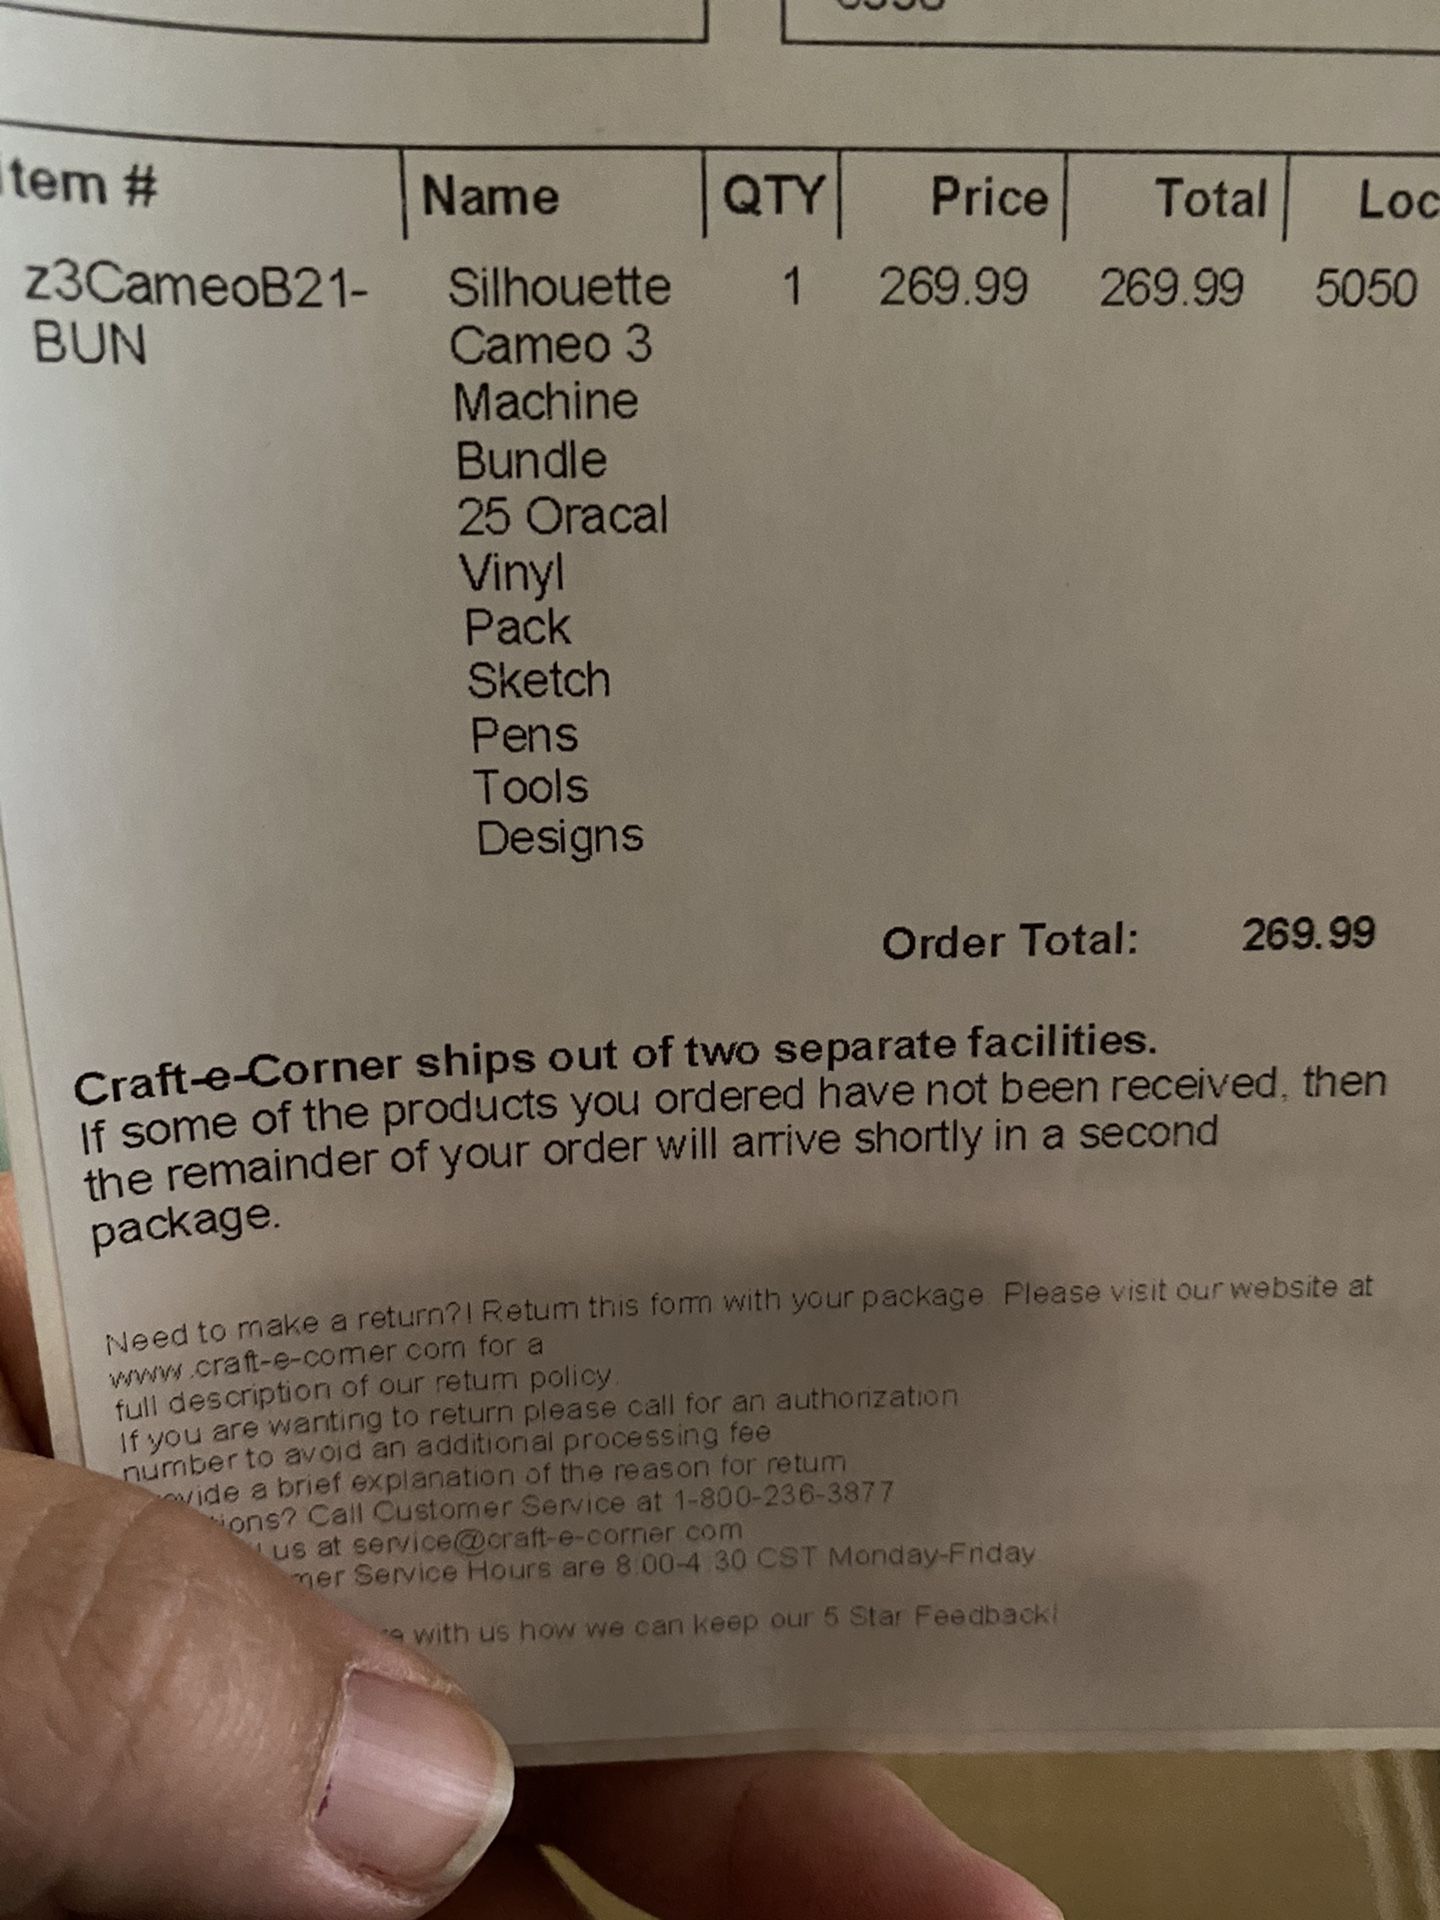 tem #
Name
QTY
Price
Total
Loc
z3CameoB21-
BUN
Silhouette
Cameo 3
Machine
Bundle
25 Oracal
Vinyl
Pack
Sketch
Pens
Tools
Designs
1
269.99
269.99
5050
Order Total: 269.99
Craft-e-Corner ships out of two separate facilities.
If some of the products you ordered have not been received, then
the remainder of your order will arrive shortly in a second
package.
Need to make a return?! Return this form with your package. Please visit our website at
www.craft-e-corner.com for a
full description of our return policy.
If you are wanting to return please call for an authorization
number to avoid an additional processing fee
vide a brief explanation of the reason for return
ions? Call Customer Service at 1-800-236-3877
us at service@craft-e-corner.com
mer Service Hours are 8:00-4:30 CST Monday-Friday
with us how we can keep our 5 Star Feedback!